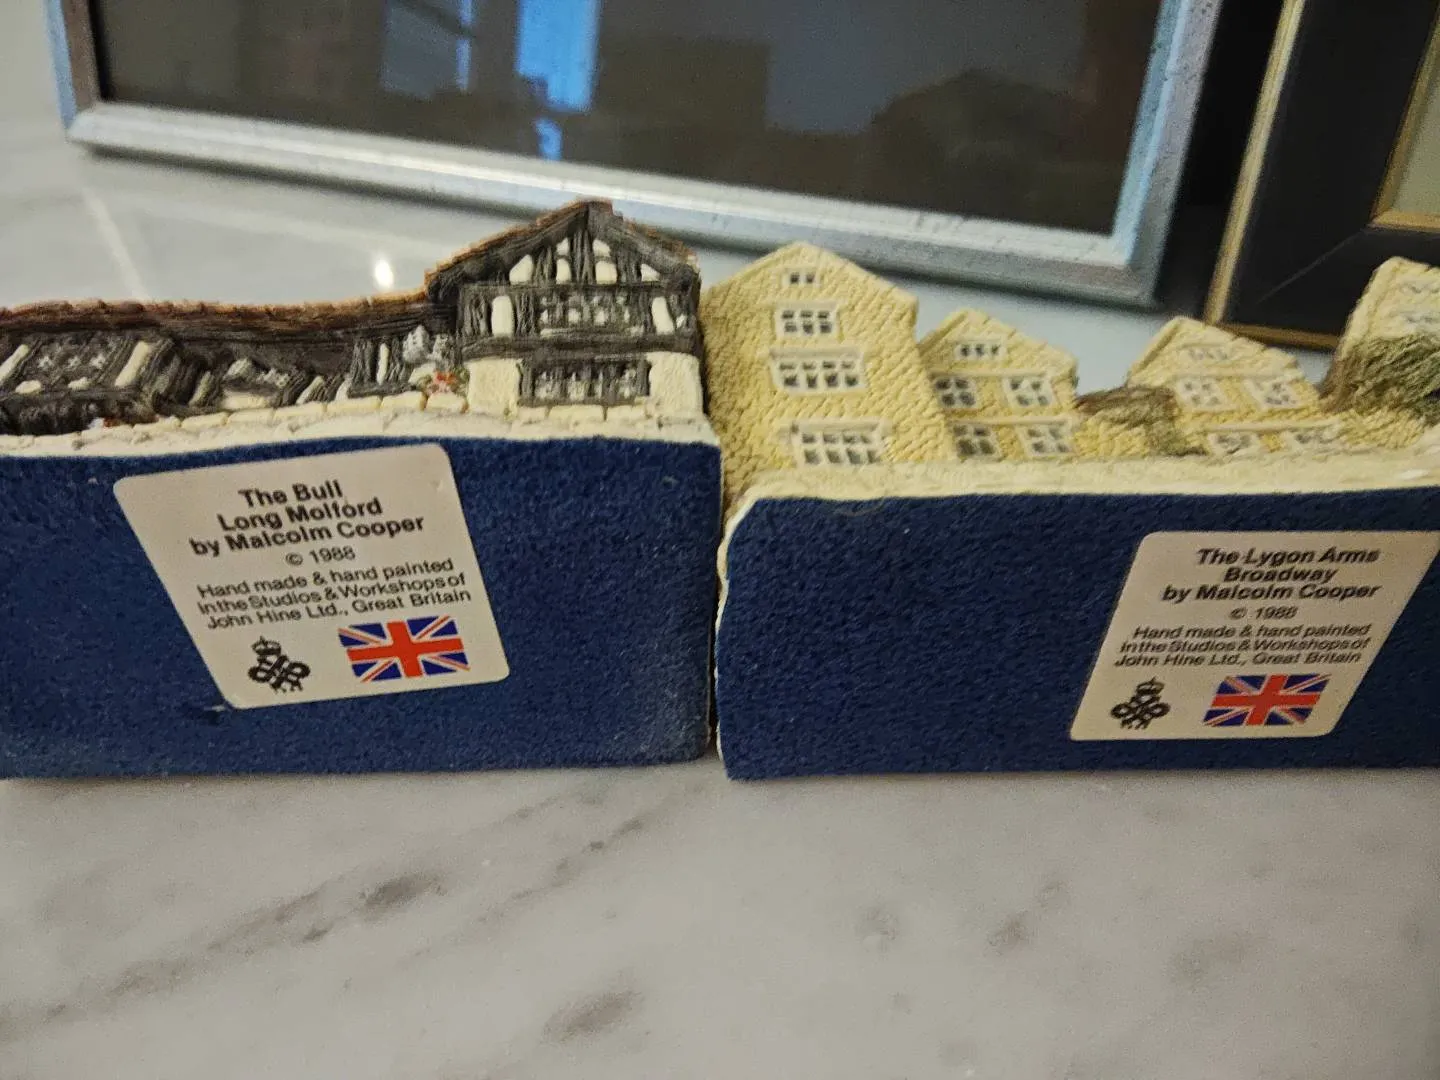 The Bull
Long Molford
by Malcolm Cooper
© 1988
Hand made & hand painted
in the Studios & Workshops of
John Hine Ltd., Great Britain
The Lygon Arms
Broadway
by Malcolm Cooper
© 1988
Hand made & hand painted
in the Studios & Workshops of
John Hine Ltd., Great Britain